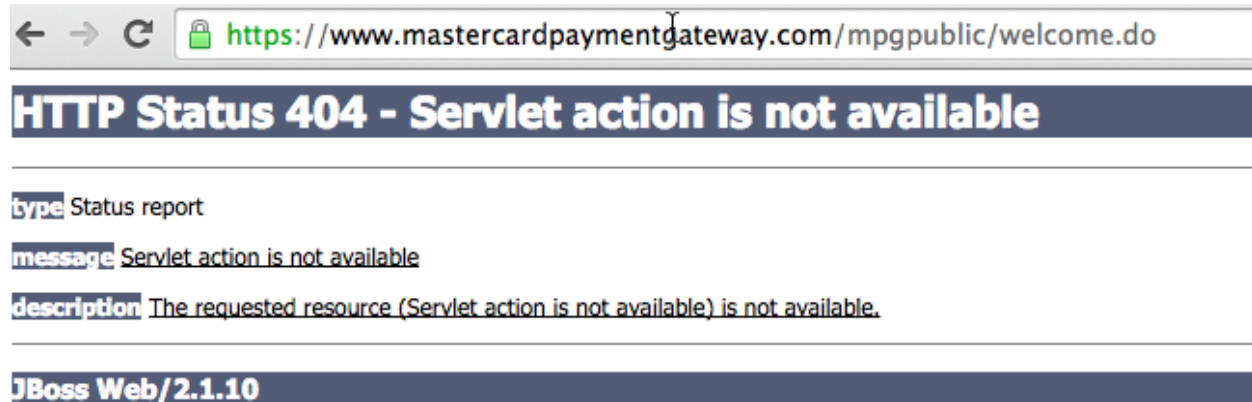 https://www.mastercardpaymentgateway.com/mpgpublic/welcome.do
HTTP Status 404 - Servlet action is not available
type Status report
message Servlet action is not available
description The requested resource (Servlet action is not available) is not available.
JBoss Web/2.1.10